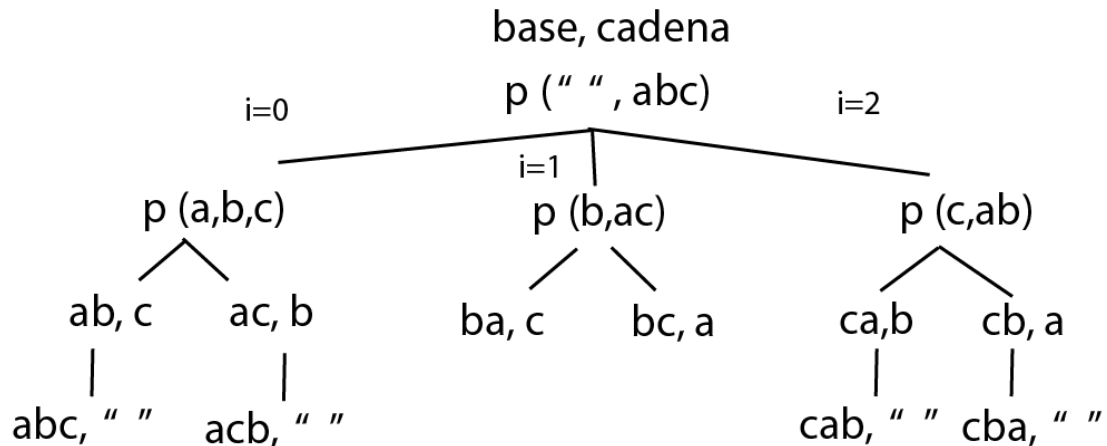 base, cadena
p (“ “ , abc)
i=0
i=2
i=1
p (a,b,c)
p (b,ac)
p (c,ab)
ab, c
ac, b
ba, c
bc, a
ca,b
cb, a
abc, “ ”
acb, “ ”
cab, “ ”
cba, “ ”